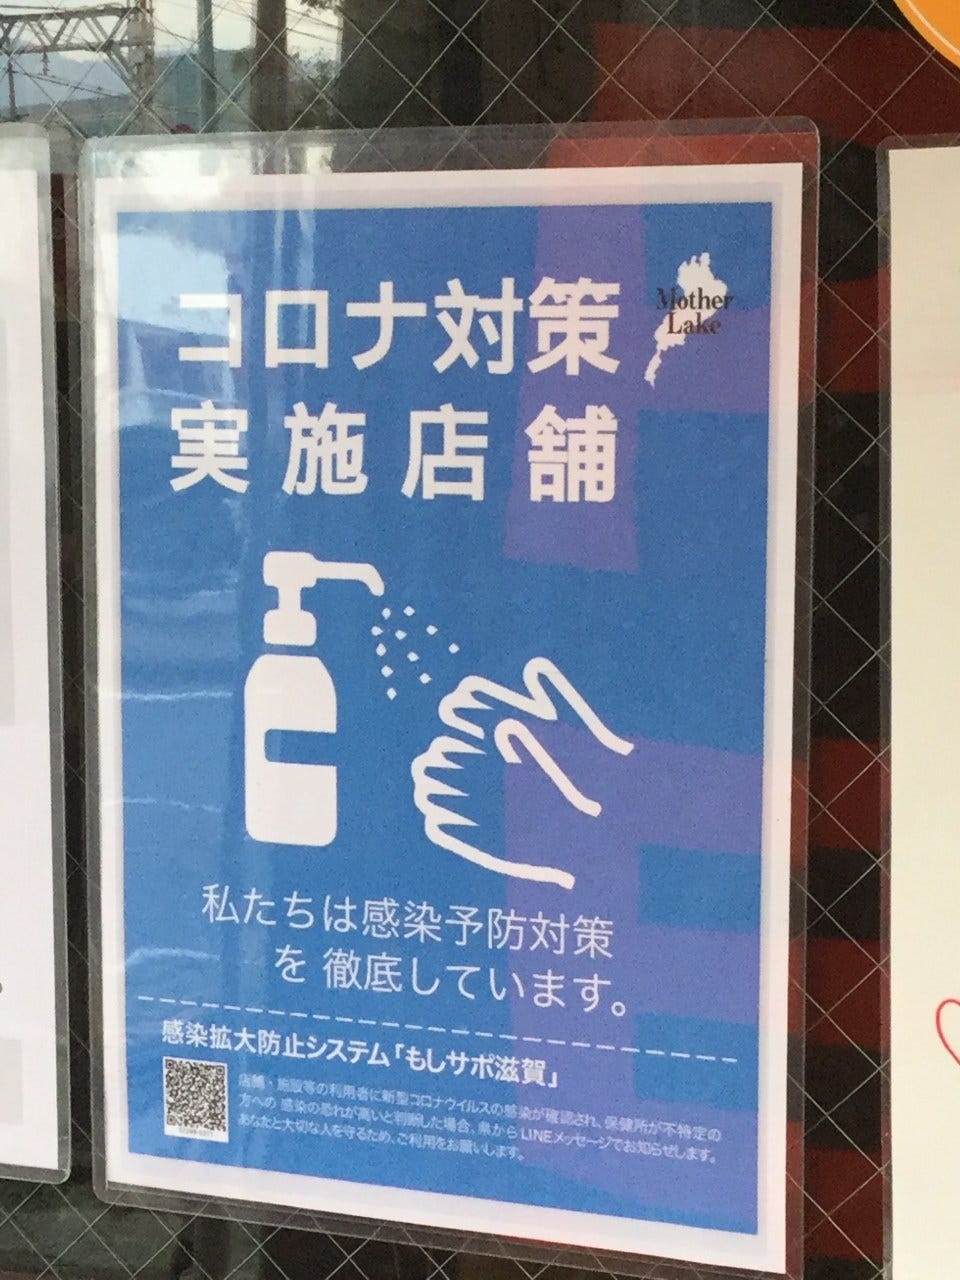 コロナ対策
Mother
Lake
実施店舗
私たちは感染予防対策
を 徹底しています。
感染拡大防止システム「もしサポ滋賀」
店舗・施設等の利用者に新型コロナウイルスの感染が確認され、保健所が不特定の
方への 感染の恐れが高いと判断した場合、県から LINEメッセージでお知らせします。
あなたと大切な人を守るため、ご利用をお願いします。